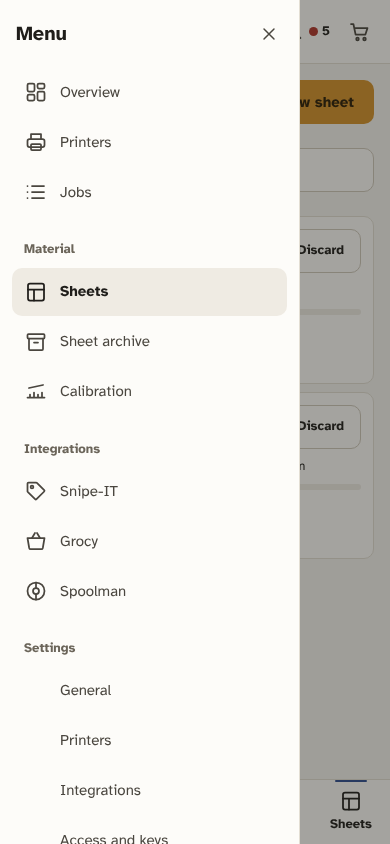 Menu
5
w sheet
Overview
Printers
Jobs
Material
Discard
Sheets
Sheet archive
Calibration
Discard
Integrations
n
Snipe-IT
Grocy
Spoolman
Settings
General
Printers
Integrations
Sheets
Access and keys